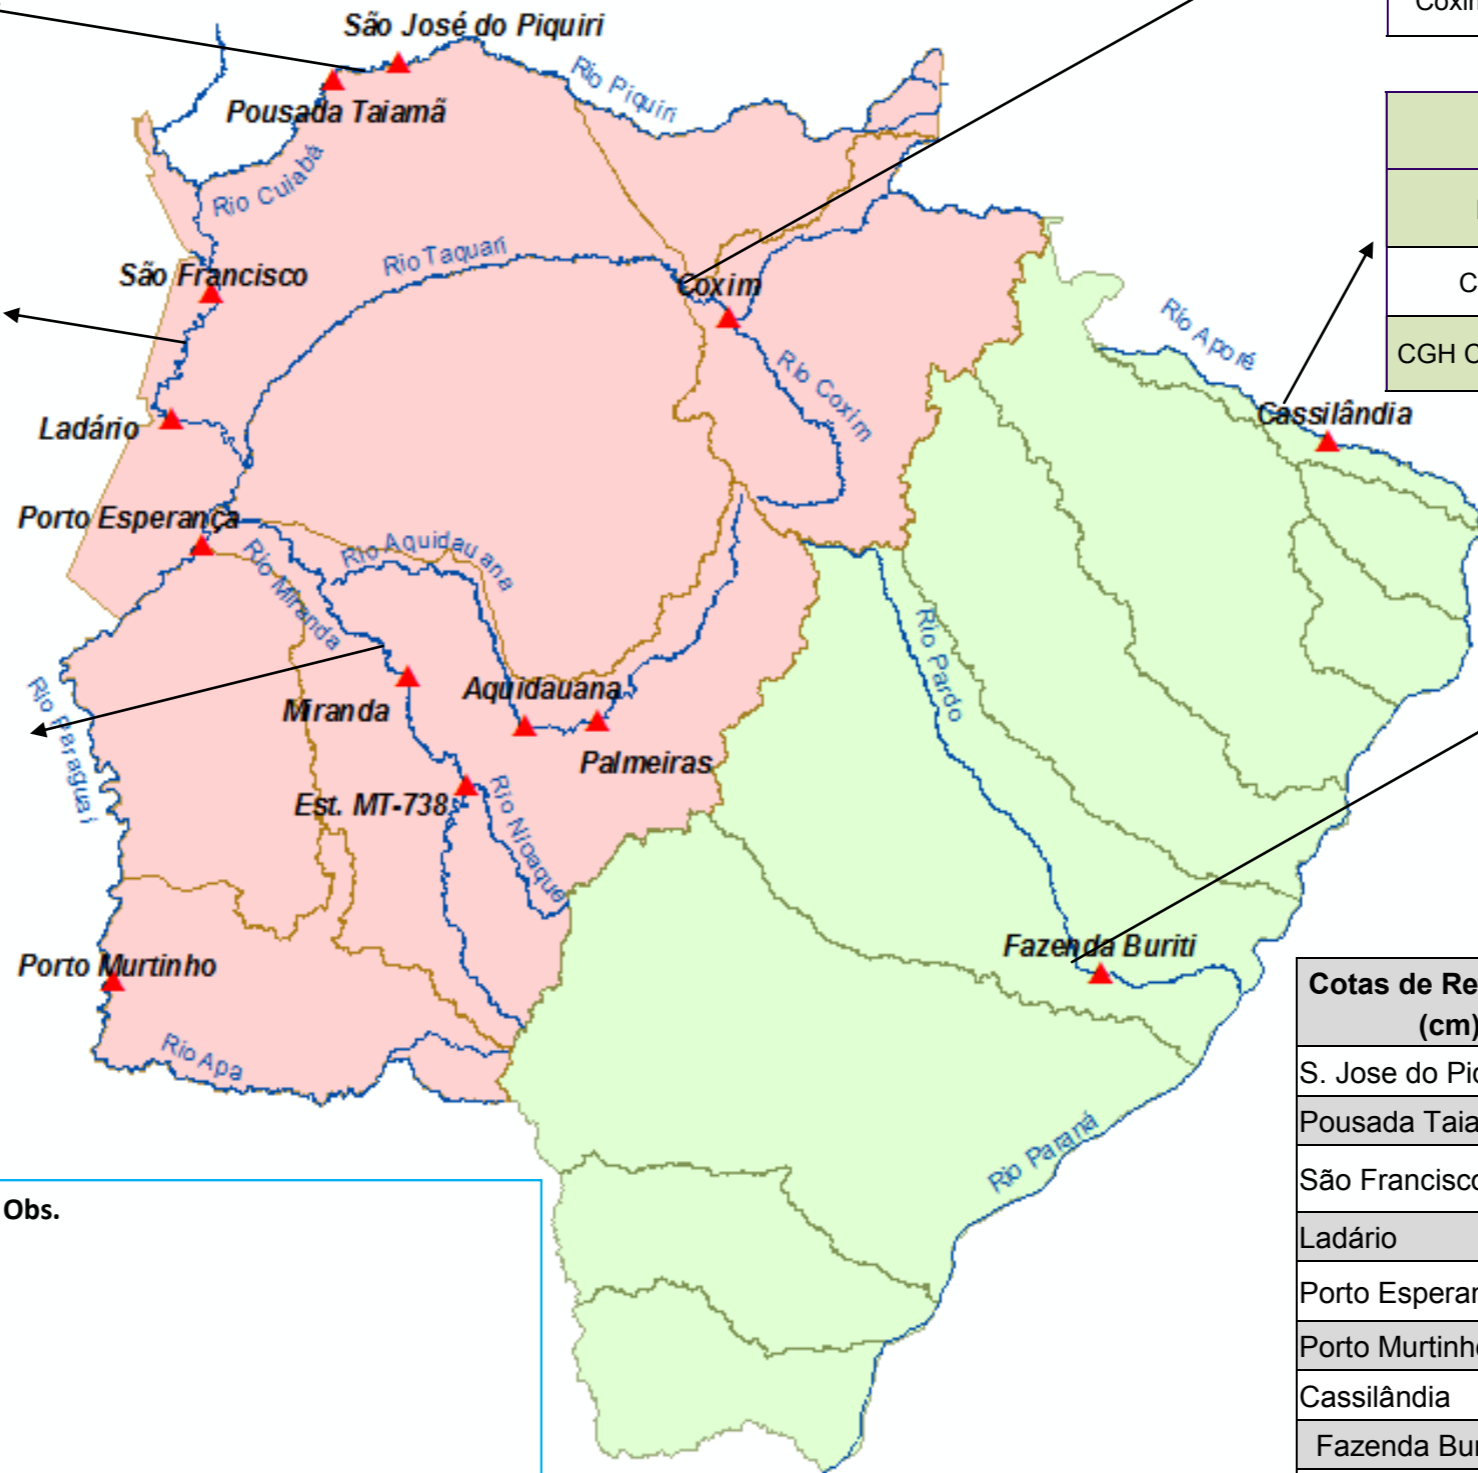 São José do Piquiri
Pousada Taiamã
Rio Piquiri
Rio Cuiabá
São Francisco
Rio Taquari
Coxim
Rio Coxim
Rio Aporé
Cassilândia
CGH C
Ladário
Porto Esperança
Rio Miranda
Rio Aquidauana
Rio Pardo
Rio Paraguai
Miranda
Aquidauana
Palmeiras
Est. MT-738
Rio Nioaque
Fazenda Buriti
Porto Murtinho
Rio Apa
Rio Paraná
Obs.
Cotas de Re
(cm)
S. Jose do Pi
Pousada Taia
São Francisco
Ladário
Porto Esperan
Porto Murtinho
Cassilândia
Fazenda Bu